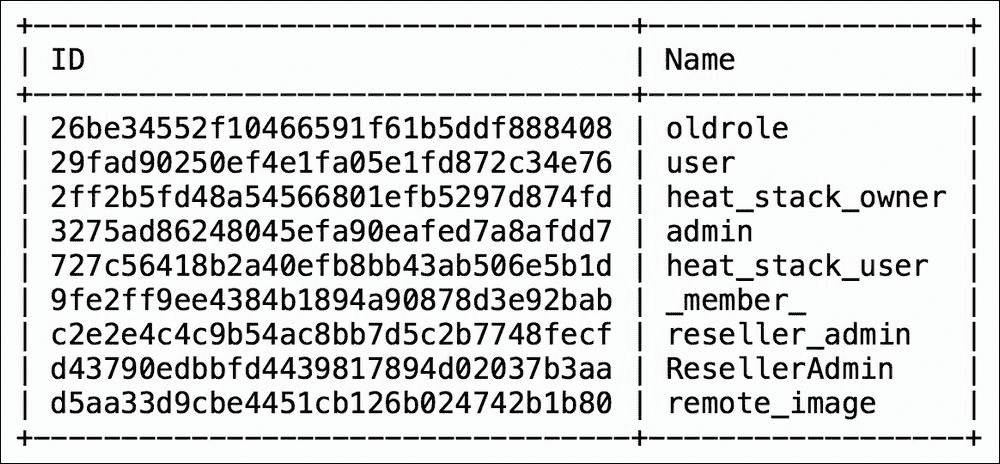 +----------------------------------+------------------+
| ID                               | Name             |
+----------------------------------+------------------+
| 26be34552f10466591f61b5ddf888408 | oldrole          |
| 29fad90250ef4e1fa05e1fd872c34e76 | user             |
| 2ff2b5fd48a54566801efb5297d874fd | heat_stack_owner |
| 3275ad86248045efa90eafed7a8afdd7 | admin            |
| 727c56418b2a40efb8bb43ab506e5b1d | heat_stack_user  |
| 9fe2ff9ee4384b1894a90878d3e92bab | _member_         |
| c2e2e4c4c9b54ac8bb7d5c2b7748fecf | reseller_admin   |
| d43790edbbfd4439817894d02037b3aa | ResellerAdmin    |
| d5aa33d9cbe4451cb126b024742b1b80 | remote_image     |
+----------------------------------+------------------+